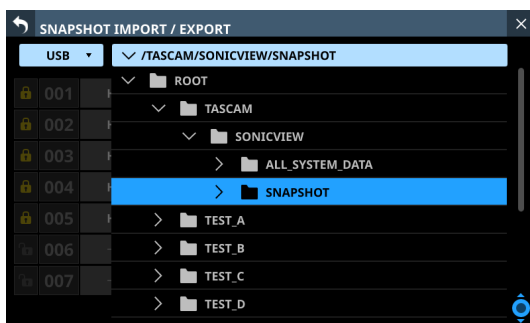 SNAPSHOT IMPORT / EXPORT
USB /TASCAM/SONICVIEW/SNAPSHOT
ROOT
001 TASCAM
002 SONICVIEW
003 ALL_SYSTEM_DATA
004 SNAPSHOT
005 TEST_A
006 TEST_B
007 TEST_C
TEST_D